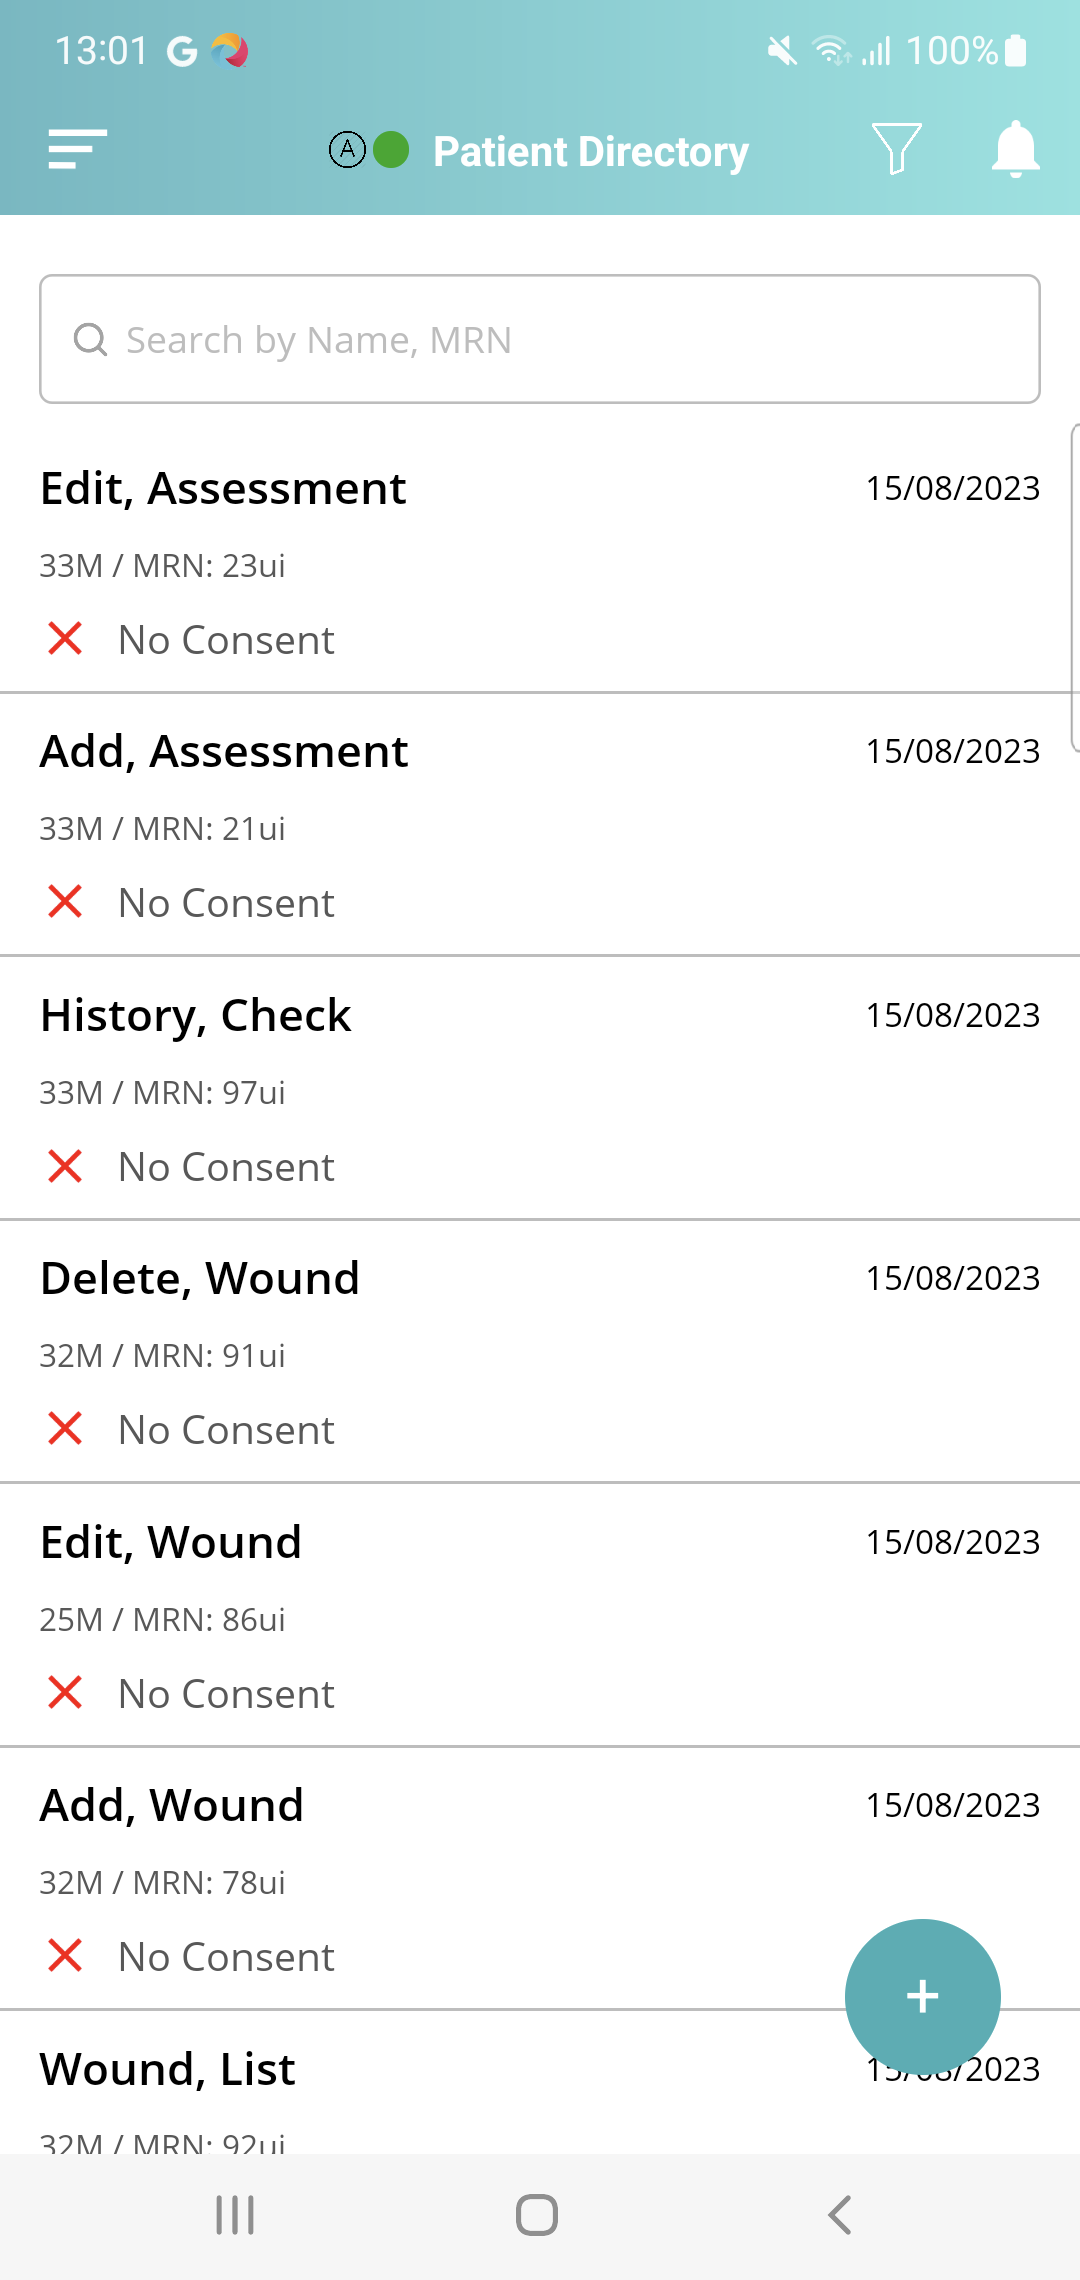 13:01 G 100%
A Patient Directory
Search by Name, MRN
Edit, Assessment 15/08/2023
33M / MRN: 23ui
No Consent
Add, Assessment 15/08/2023
33M / MRN: 21ui
No Consent
History, Check 15/08/2023
33M / MRN: 97ui
No Consent
Delete, Wound 15/08/2023
32M / MRN: 91ui
No Consent
Edit, Wound 15/08/2023
25M / MRN: 86ui
No Consent
Add, Wound 15/08/2023
32M / MRN: 78ui
No Consent
Wound, List 15/08/2023
32M / MRN: 92ui